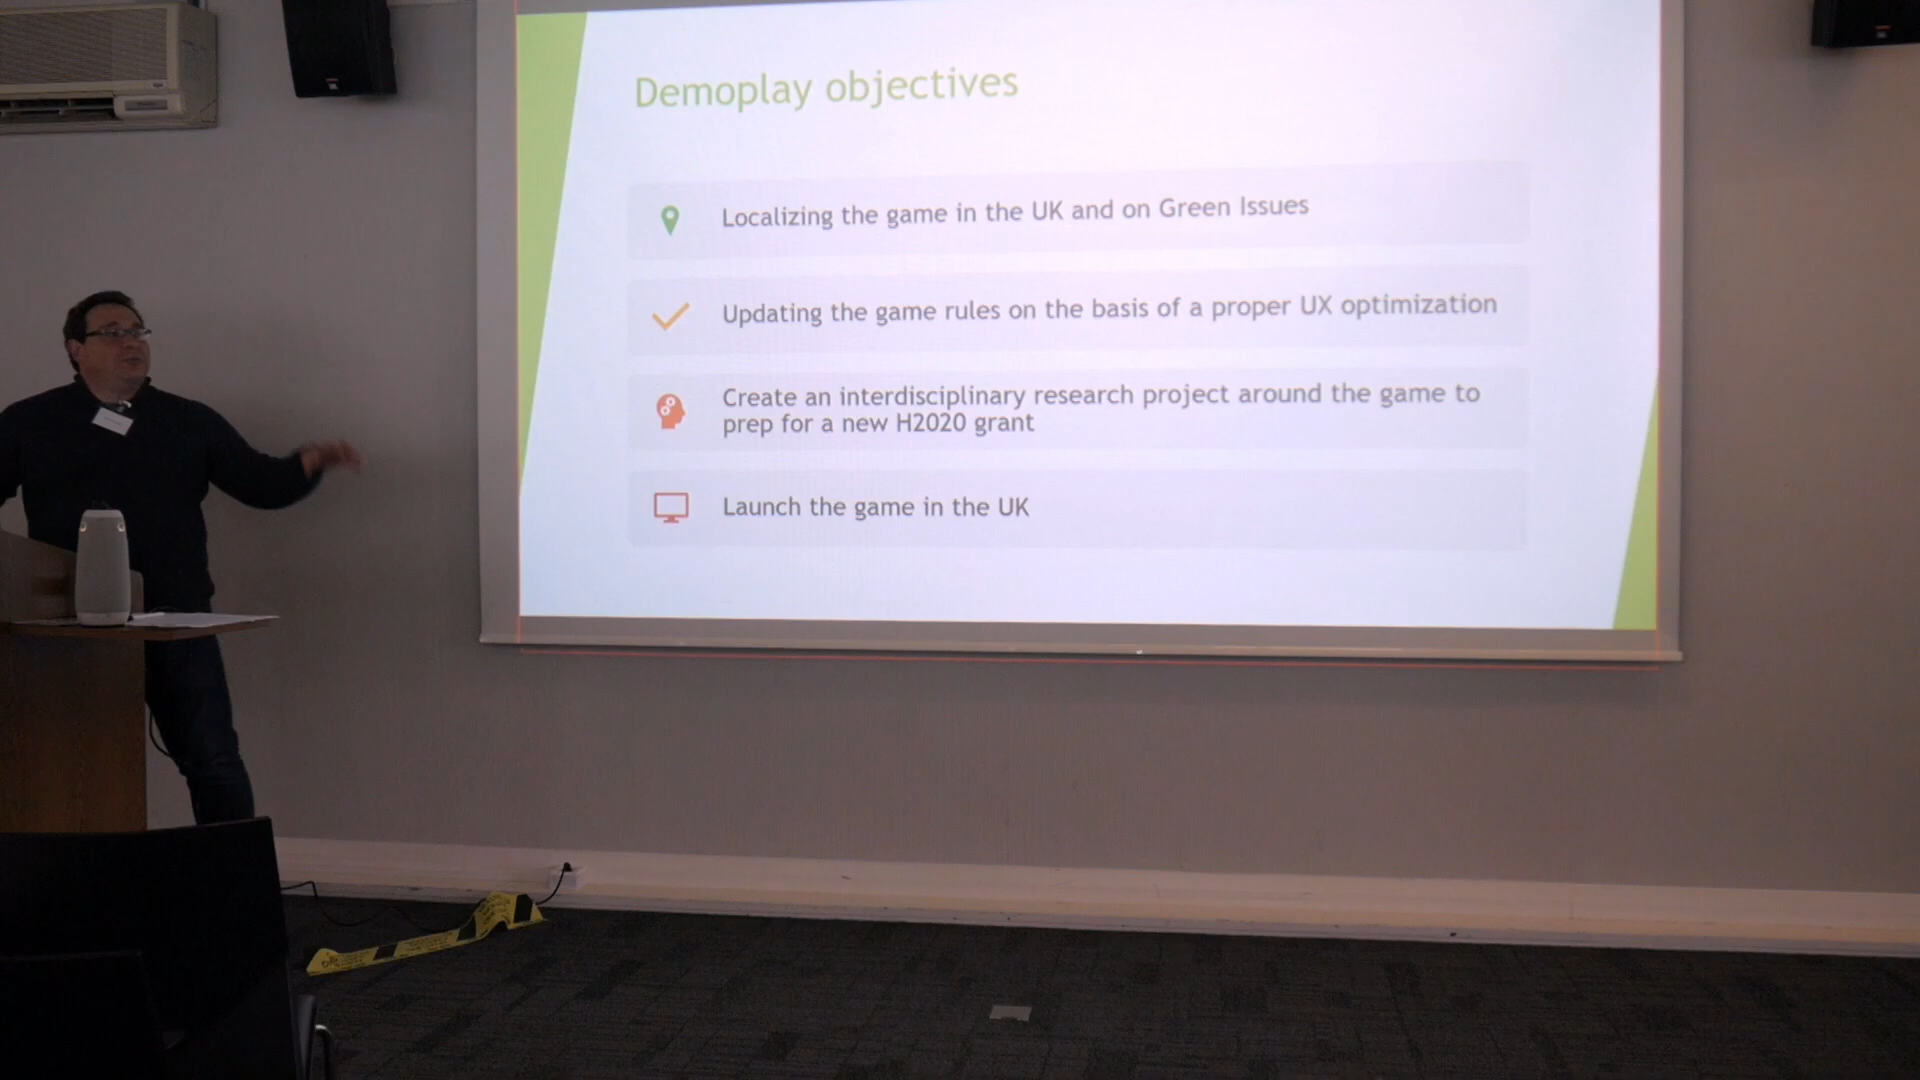 Demoplay objectives
Localizing the game in the UK and on Green Issues
Updating the game rules on the basis of a proper UX optimization
Create an interdisciplinary research project around the game to
prep for a new H2020 grant
Launch the game in the UK